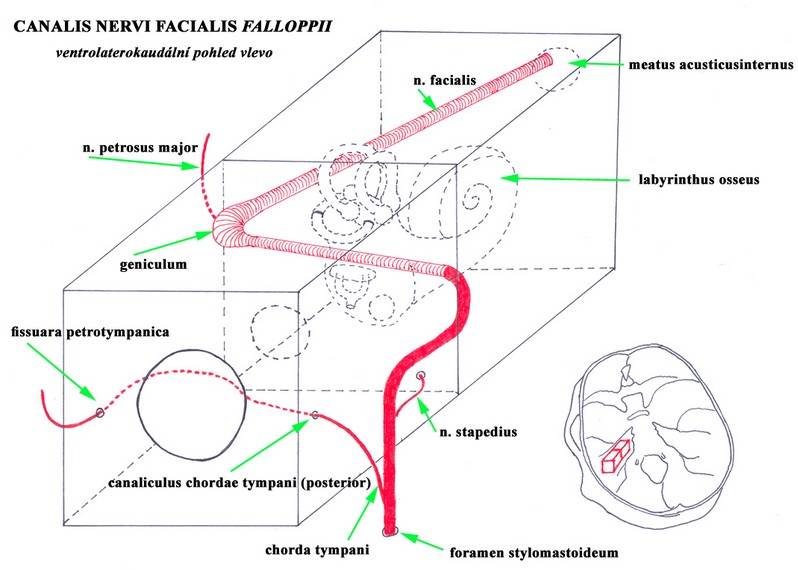 CANALIS NERVI FACIALIS FALLOPPII
ventrolaterokaudální pohled vlevo
meatus acusticusinternus
n. facialis
n. petrosus major
labyrinthus osseus
geniculum
fissuara petrotympanica
n. stapedius
canaliculus chordae tympani (posterior)
chorda tympani
foramen stylomastoideum